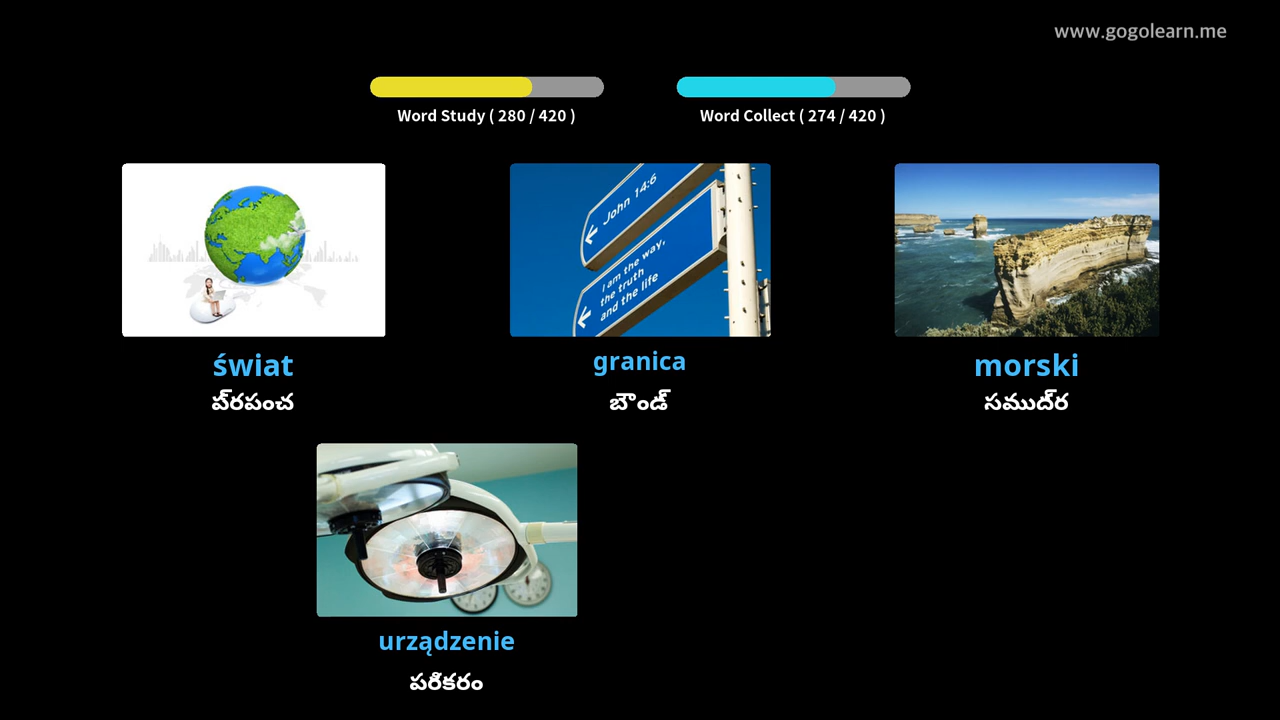 www.gogolearn.me
Word Study ( 280 / 420 )
Word Collect ( 274 / 420 )
John 14:6
I am the way,
the truth
and the life
świat
ప్రపంచ
granica
బౌండ్
morski
సముద్ర
urządzenie
పరికరం